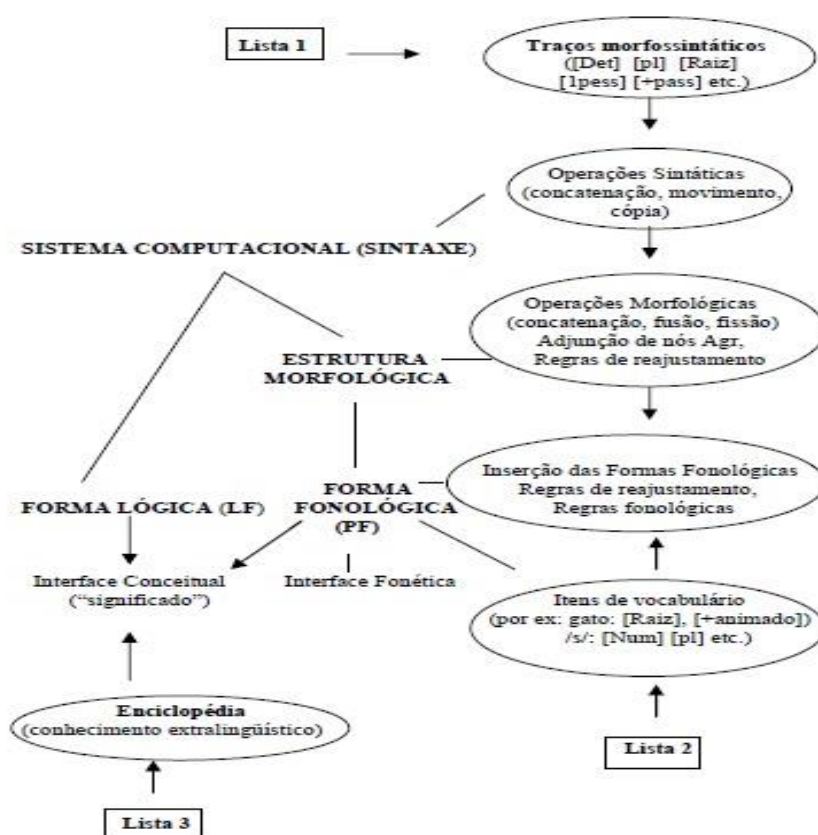 Lista 1
Traços morfossintáticos
([Det] [pl] [Raiz]
[1pess] [+pass] etc.)
Operações Sintáticas
(concatenação, movimento,
cópia)
SISTEMA COMPUTACIONAL (SINTAXE)
Operações Morfológicas
(concatenação, fusão, fissão)
Adjunção de nós Agr,
Regras de reajustamento
ESTRUTURA
MORFOLÓGICA
Inserção das Formas Fonológicas
Regras de reajustamento,
Regras fonológicas
FORMA LÓGICA (LF)
FORMA
FONOLÓGICA
(PF)
Interface Conceitual
(“significado”)
Interface Fonética
Itens de vocabulário
(por ex: gato: [Raiz], [+animado])
/s/: [Num] [pl] etc.)
Enciclopédia
(conhecimento extralingüístico)
Lista 2
Lista 3